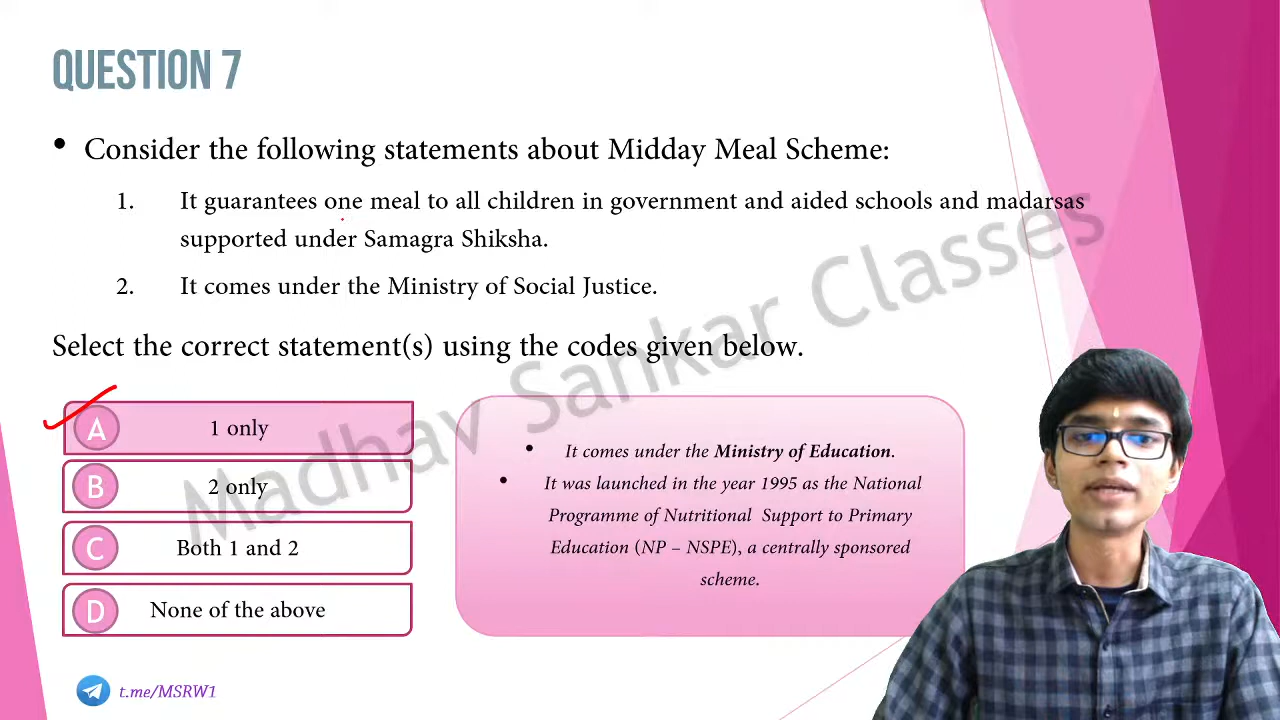 QUESTION 7
• Consider the following statements about Midday Meal Scheme:
1. It guarantees one meal to all children in government and aided schools and madarsas
supported under Samagra Shiksha.
2. It comes under the Ministry of Social Justice.
Select the correct statement(s) using the codes given below.
A 1 only
B 2 only
C Both 1 and 2
D None of the above
• It comes under the Ministry of Education.
• It was launched in the year 1995 as the National
Programme of Nutritional Support to Primary
Education (NP – NSPE), a centrally sponsored
scheme.
Madhav Sankar Classes
t.me/MSRW1